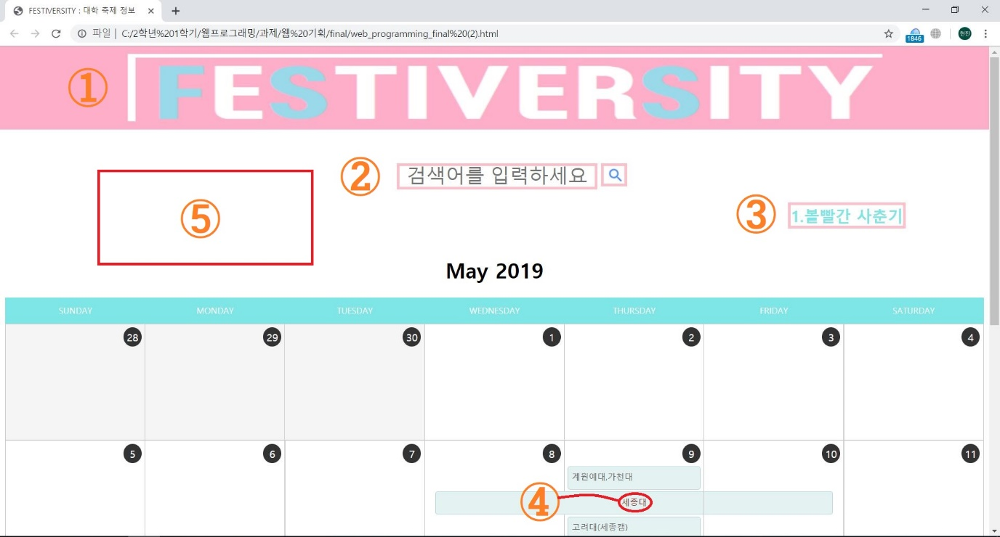 FESTIVERSITY : 대학 축제 정보
파일 | C:/2학년%201학기/웹프로그래밍/과제/웹%20기획/final/web_programming_final%20(2).html
1846
현진
① FESTIVERSITY
② 검색어를 입력하세요
③ 1.볼빨간 사춘기
⑤
May 2019
SUNDAY MONDAY TUESDAY WEDNESDAY THURSDAY FRIDAY SATURDAY
28 29 30 1 2 3 4
5 6 7 8 9 10 11
계원예대,가천대
④ 세종대
고려대(세종캠)